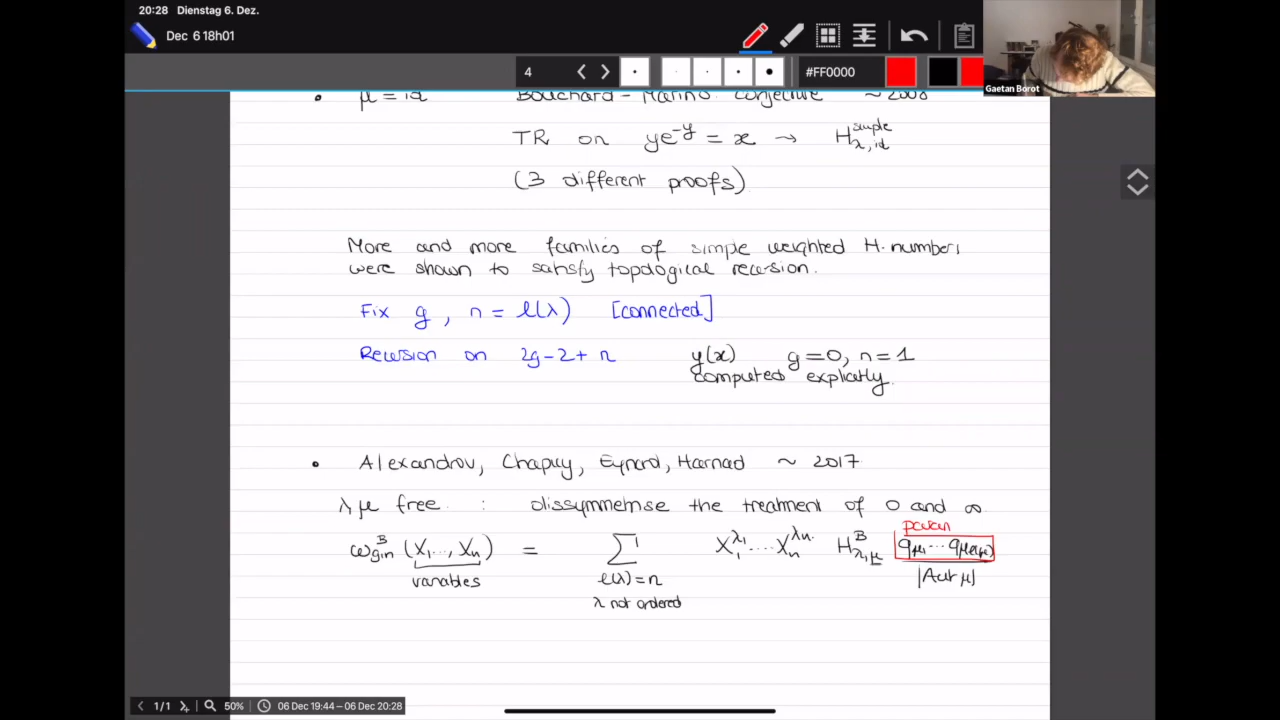 20:28 Dienstag 6. Dez.
Dec 6 18h01
4
#FF0000
Gaetan Borot
• μ = id Bouchard-Marino conjecture ~ 2008
TR on ye^{-y} = x → H^{simple}_{λ,id}
(3 different proofs)
More and more families of simple weighted H. numbers
were shown to satisfy topological recursion.
Fix g, n = ℓ(λ) [connected]
Recursion on 2g-2+n y(x) g=0, n=1
computed explicitly.
• Alexandrov, Chapuy, Eynard, Harnad ~ 2017
λ μ free : dissymetrise the treatment of 0 and ∞
param
ω^B_{g,n} (X_1 ..., X_n) = Σ X_1^{λ_1} .... X_n^{λ_n} H^B_{λ,μ} q_{μ_1} ... q_{μ_{ℓ(μ)}}
variables ℓ(λ)=n |Aut μ|
λ not ordered
1/1 50% 06 Dec 19:44 – 06 Dec 20:28